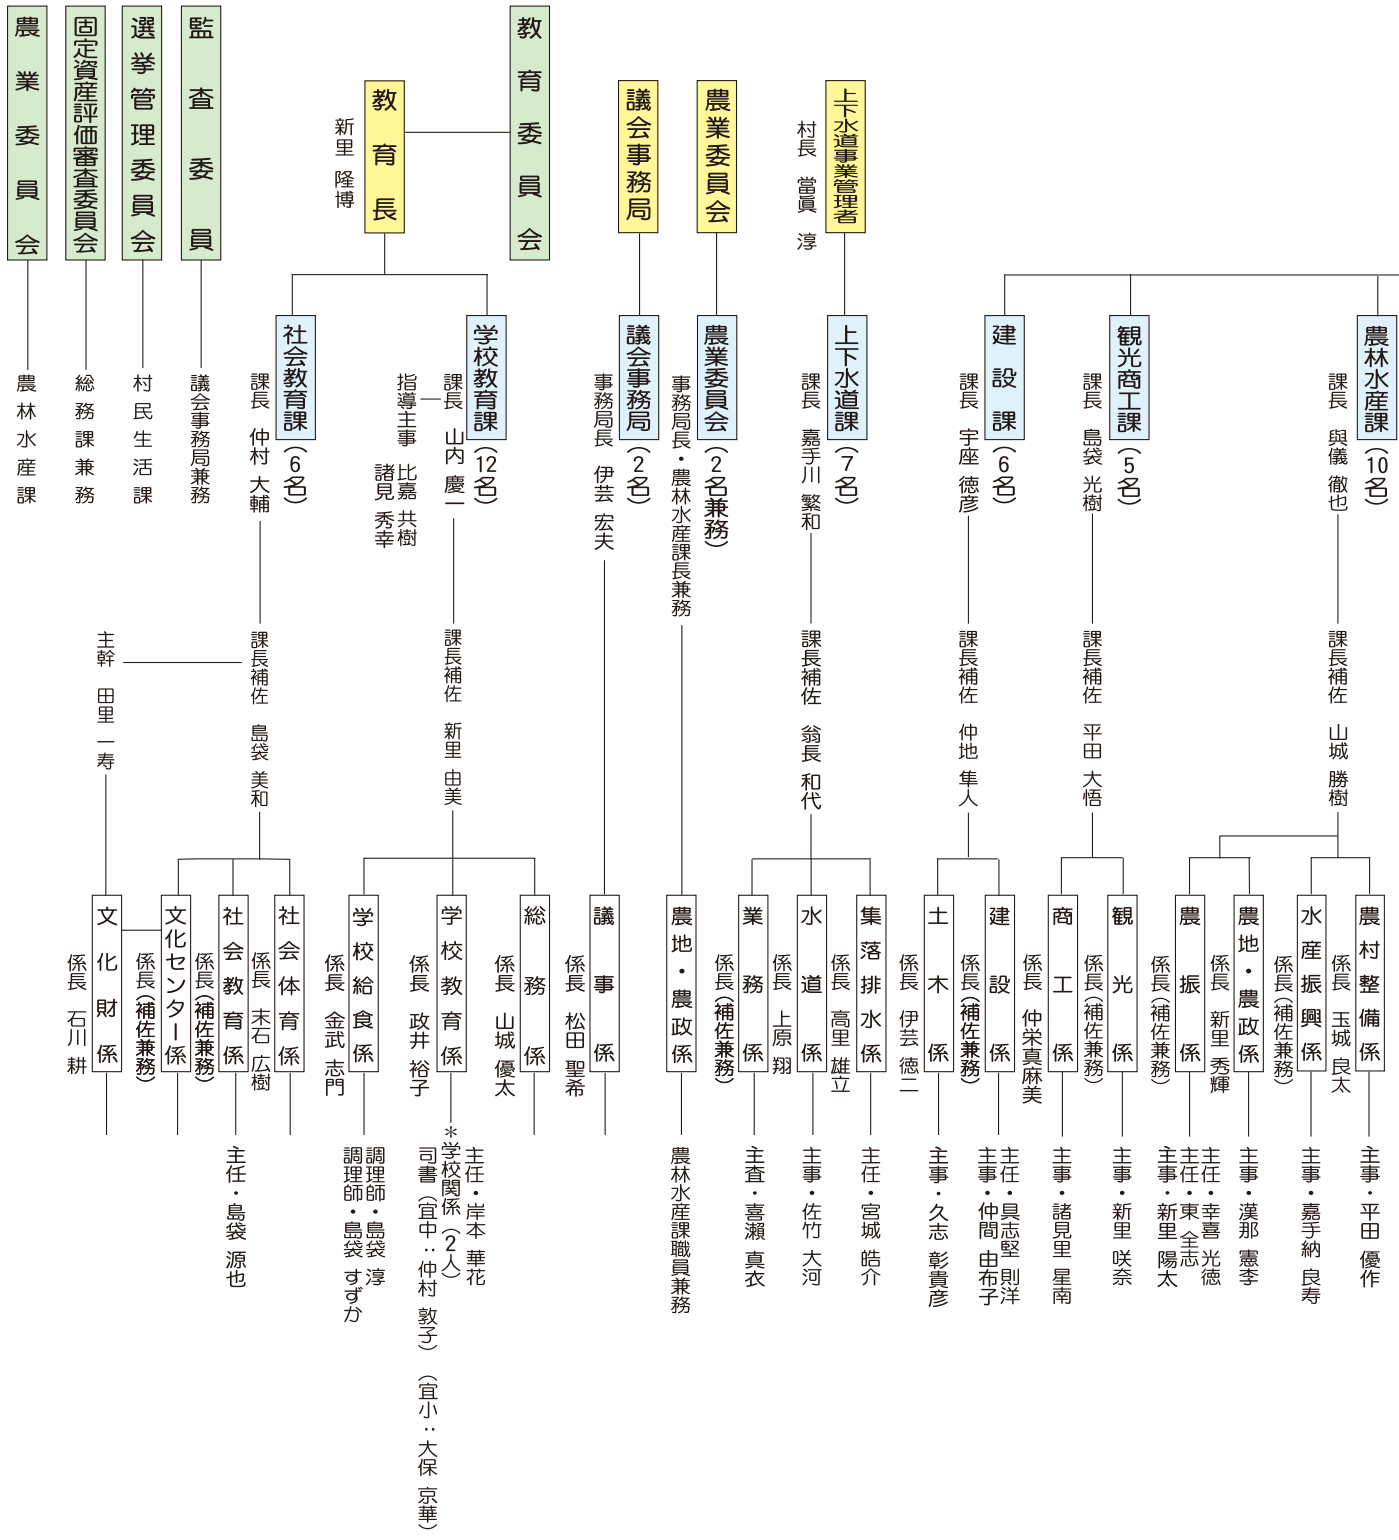 教育委員会
監査委員
選挙管理委員会
固定資産評価審査委員会
農業委員会
上下水道事業管理者
村長 當眞 淳
農業委員会
議会事務局
教育長
新里 隆博
農林水産課(10名)
課長 與儀 徹也
観光商工課(5名)
課長 島袋 光樹
建設課(6名)
課長 宇座 徳彦
上下水道課(7名)
課長 嘉手川 繁和
農業委員会(2名兼務)
事務局長・農林水産課長兼務
議会事務局(2名)
事務局長 伊芸 宏夫
学校教育課(12名)
課長 山内 慶一
指導主事 比嘉 共樹
諸見 秀幸
社会教育課(6名)
課長 仲村 大輔
議会事務局兼務
村民生活課
総務課兼務
農林水産課
課長補佐 山城 勝樹
課長補佐 平田 大悟
課長補佐 仲地 隼人
課長補佐 翁長 和代
課長補佐 新里 由美
課長補佐 島袋 美和
主幹 田里 一寿
農村整備係
係長 玉城 良太
水産振興係
係長(補佐兼務)
農地・農政係
係長 新里 秀輝
農振係
係長(補佐兼務)
観光係
係長(補佐兼務)
商工係
係長 仲栄真麻美
建設係
係長(補佐兼務)
土木係
係長 伊芸 徳二
集落排水係
係長 高里 雄立
水道係
係長 上原 翔
業務係
係長(補佐兼務)
農地・農政係
議事係
係長 松田 聖希
総務係
係長 山城 優太
学校教育係
係長 政井 裕子
学校給食係
係長 金武 志門
社会体育係
係長 末石 広樹
社会教育係
係長(補佐兼務)
文化センター係
係長(補佐兼務)
文化財係
係長 石川 耕
主事・平田 優作
主事・嘉手納 良寿
主事・漢那 憲李
主任・幸喜 光徳
主任・東 全志
主事・新里 陽太
主事・新里 咲奈
主事・諸見里 星南
主任・具志堅 則洋
主事・仲間 由布子
主事・久志 彰貴彦
主任・宮城 皓介
主事・佐竹 大河
主査・喜瀬 真衣
農林水産課職員兼務
主任・岸本 華花
*学校関係(2人)
司書(宜中:仲村 敦子)(宜小:大保 京華)
調理師・島袋 淳
調理師・島袋 すずか
主任・島袋 源也